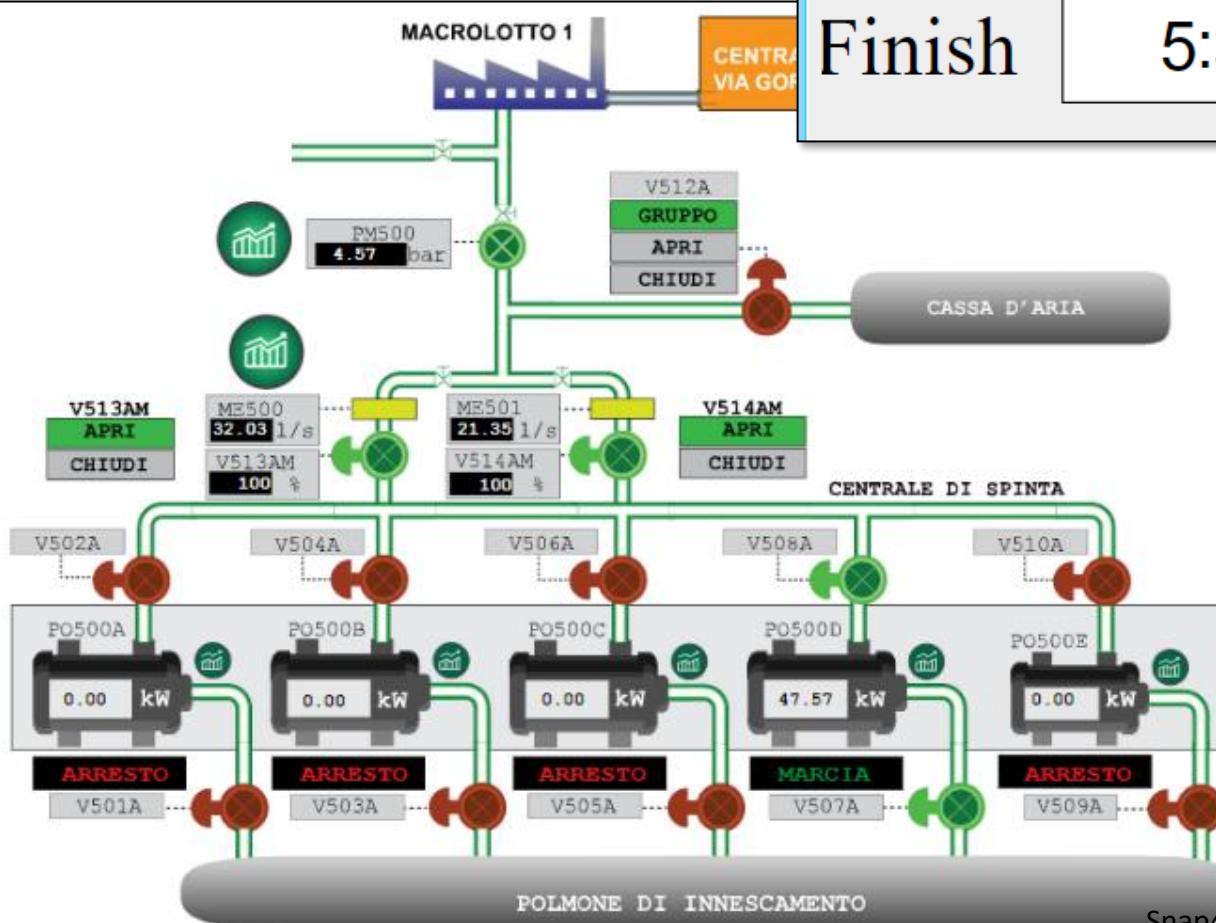 MACROLOTTO 1
Finish
V512A
GRUPPO
APRI
CHIUDI
PM500
4.57 bar
CASSA D'ARIA
V513AM
APRI
CHIUDI
ME500
32.03 l/s
V513AM
100 %
ME501
21.35 l/s
V514AM
100 %
V514AM
APRI
CHIUDI
CENTRALE DI SPINTA
V502A
V504A
V506A
V508A
V510A
PO500A
PO500B
PO500C
PO500D
PO500E
0.00 kW
0.00 kW
0.00 kW
47.57 kW
0.00 kW
ARRESTO
ARRESTO
ARRESTO
MARCIA
ARRESTO
V501A
V503A
V505A
V507A
V509A
POLMONE DI INNESCAMENTO